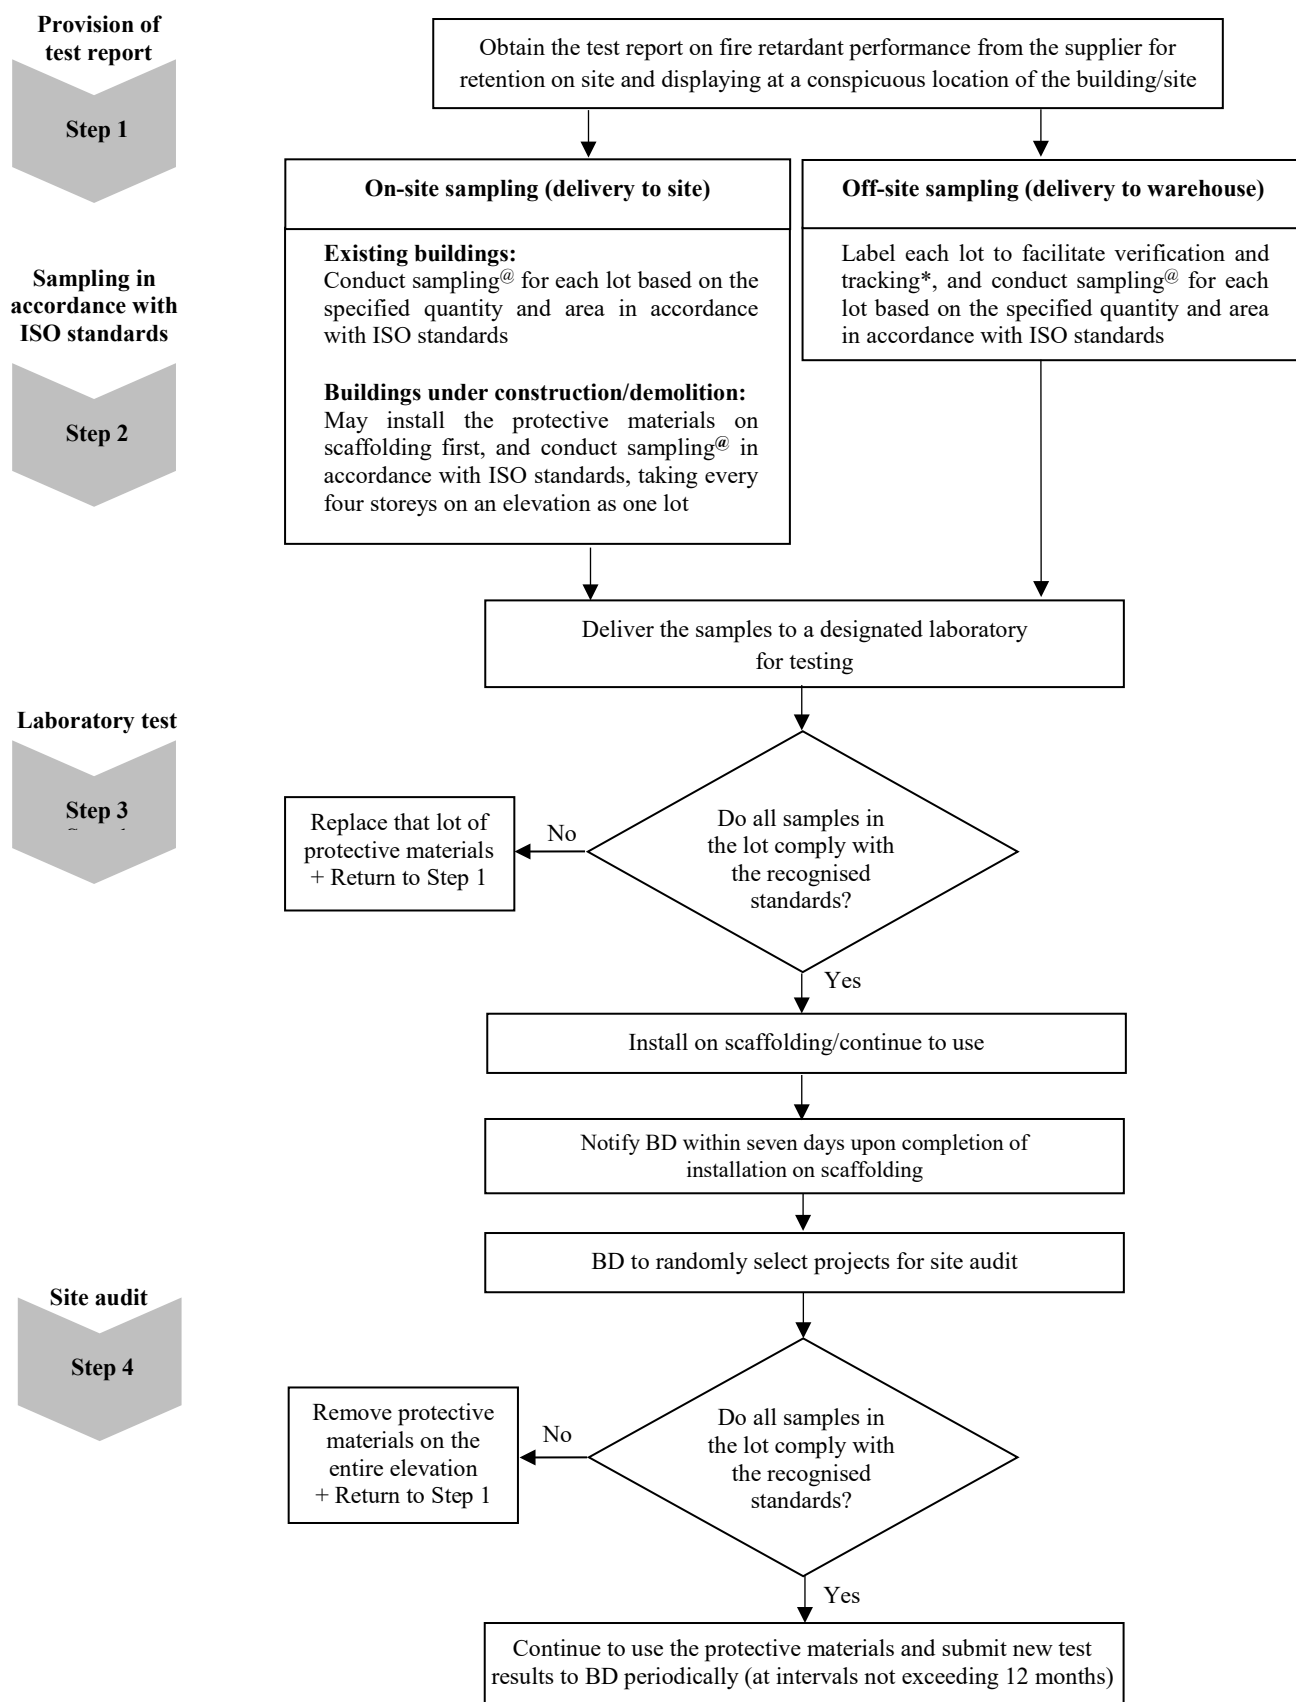 Provision of
test report
Step 1
Obtain the test report on fire retardant performance from the supplier for
retention on site and displaying at a conspicuous location of the building/site
On-site sampling (delivery to site)
Existing buildings:
Conduct sampling@ for each lot based on the
specified quantity and area in accordance
with ISO standards
Buildings under construction/demolition:
May install the protective materials on
scaffolding first, and conduct sampling@ in
accordance with ISO standards, taking every
four storeys on an elevation as one lot
Off-site sampling (delivery to warehouse)
Label each lot to facilitate verification and
tracking*, and conduct sampling@ for each
lot based on the specified quantity and area
in accordance with ISO standards
Sampling in
accordance with
ISO standards
Step 2
Deliver the samples to a designated laboratory
for testing
Laboratory test
Step 3
Do all samples in
the lot comply with
the recognised
standards?
No
Replace that lot of
protective materials
+ Return to Step 1
Yes
Install on scaffolding/continue to use
Notify BD within seven days upon completion of
installation on scaffolding
BD to randomly select projects for site audit
Site audit
Step 4
Do all samples in
the lot comply with
the recognised
standards?
No
Remove protective
materials on the
entire elevation
+ Return to Step 1
Yes
Continue to use the protective materials and submit new test
results to BD periodically (at intervals not exceeding 12 months)